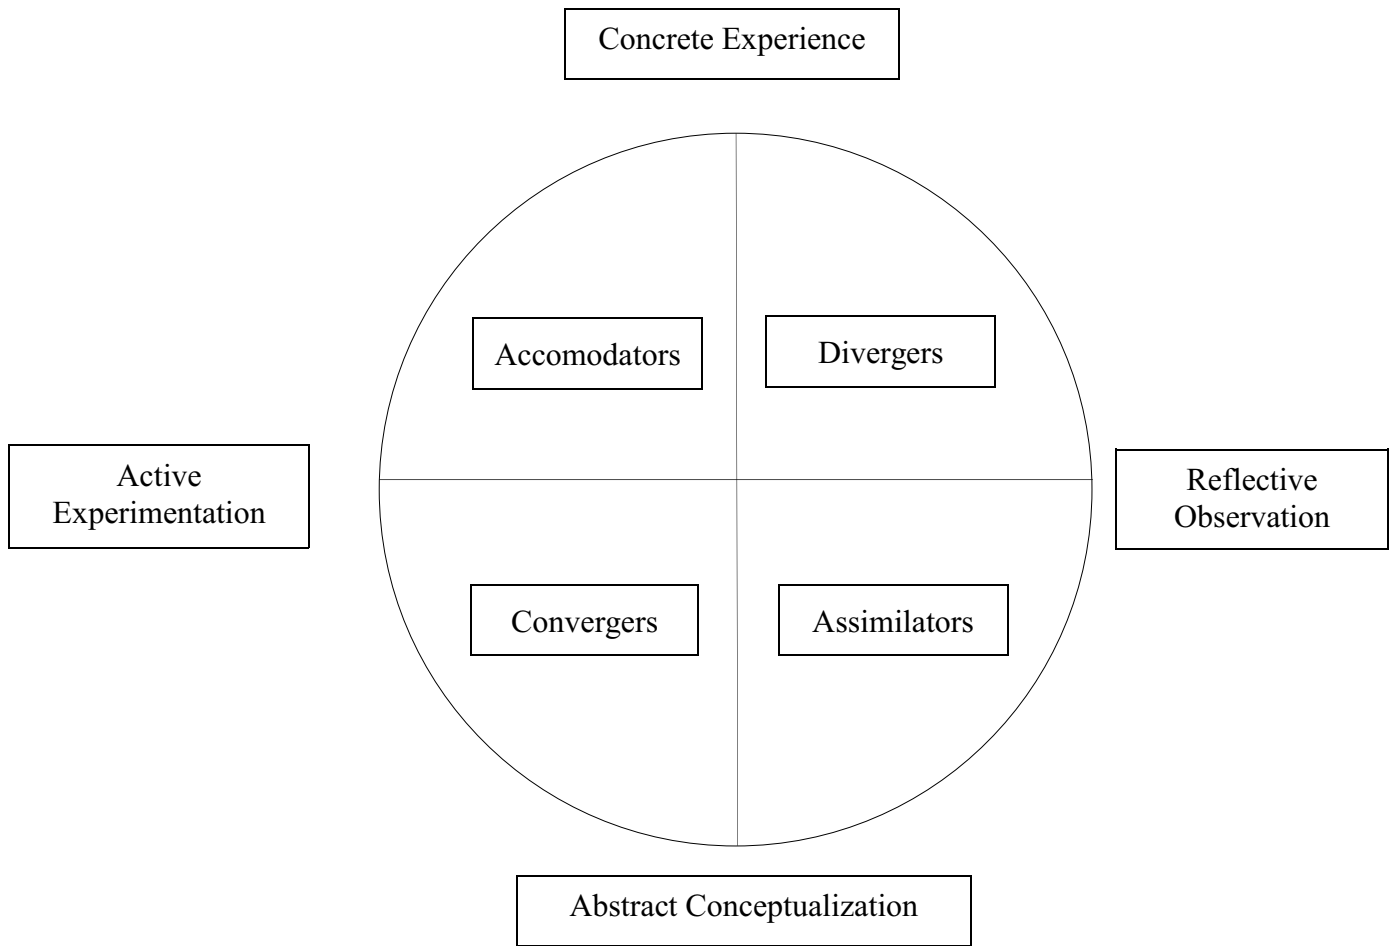 Concrete Experience
Accomodators
Divergers
Active
Experimentation
Reflective
Observation
Convergers
Assimilators
Abstract Conceptualization